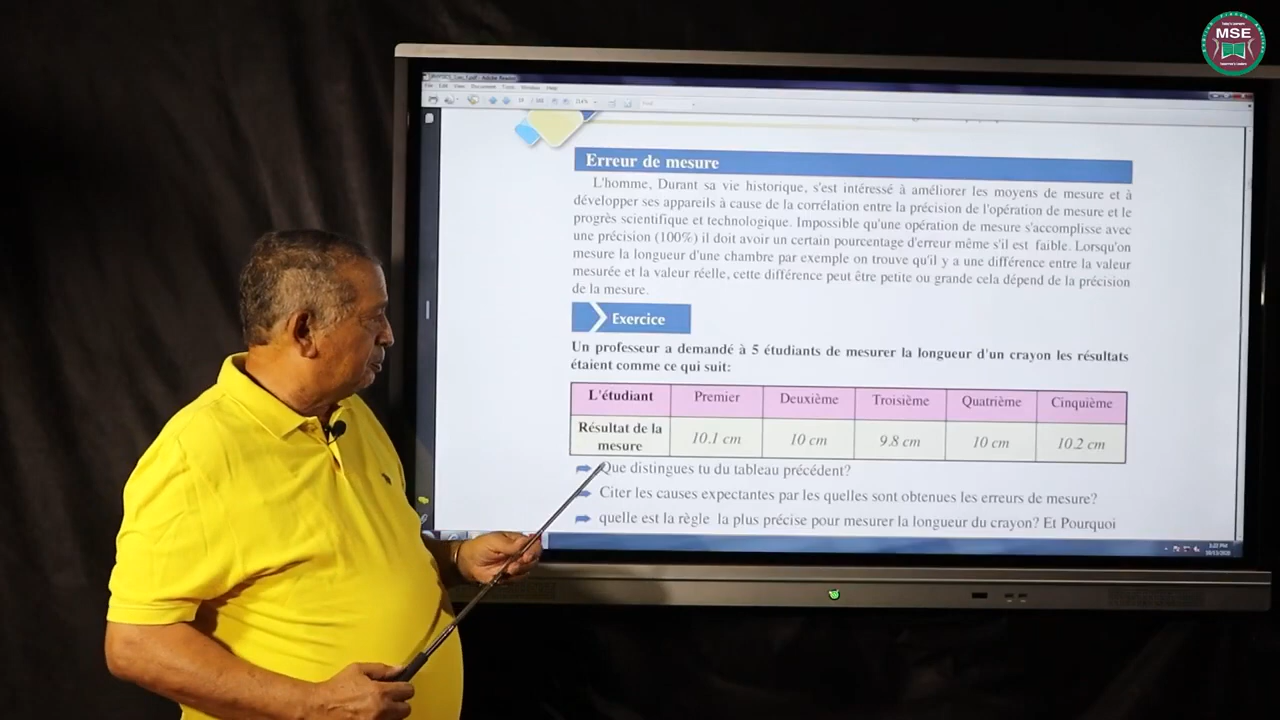 MSE
File Edit View Document Tools Window Help
Erreur de mesure
L'homme, Durant sa vie historique, s'est intéressé à améliorer les moyens de mesure et à
développer ses appareils à cause de la corrélation entre la précision de l'opération de mesure et le
progrès scientifique et technologique. Impossible qu'une opération de mesure s'accomplisse avec
une précision (100%) il doit avoir un certain pourcentage d'erreur même s'il est faible. Lorsqu'on
mesure la longueur d'une chambre par exemple on trouve qu'il y a une différence entre la valeur
mesurée et la valeur réelle, cette différence peut être petite ou grande cela dépend de la précision
de la mesure.
Exercice
Un professeur a demandé à 5 étudiants de mesurer la longueur d'un crayon les résultats
étaient comme ce qui suit:
L'étudiant Premier Deuxième Troisième Quatrième Cinquième
Résultat de la
mesure 10.1 cm 10 cm 9.8 cm 10 cm 10.2 cm
Que distingues tu du tableau précédent?
Citer les causes expectantes par les quelles sont obtenues les erreurs de mesure?
quelle est la règle la plus précise pour mesurer la longueur du crayon? Et Pourquoi